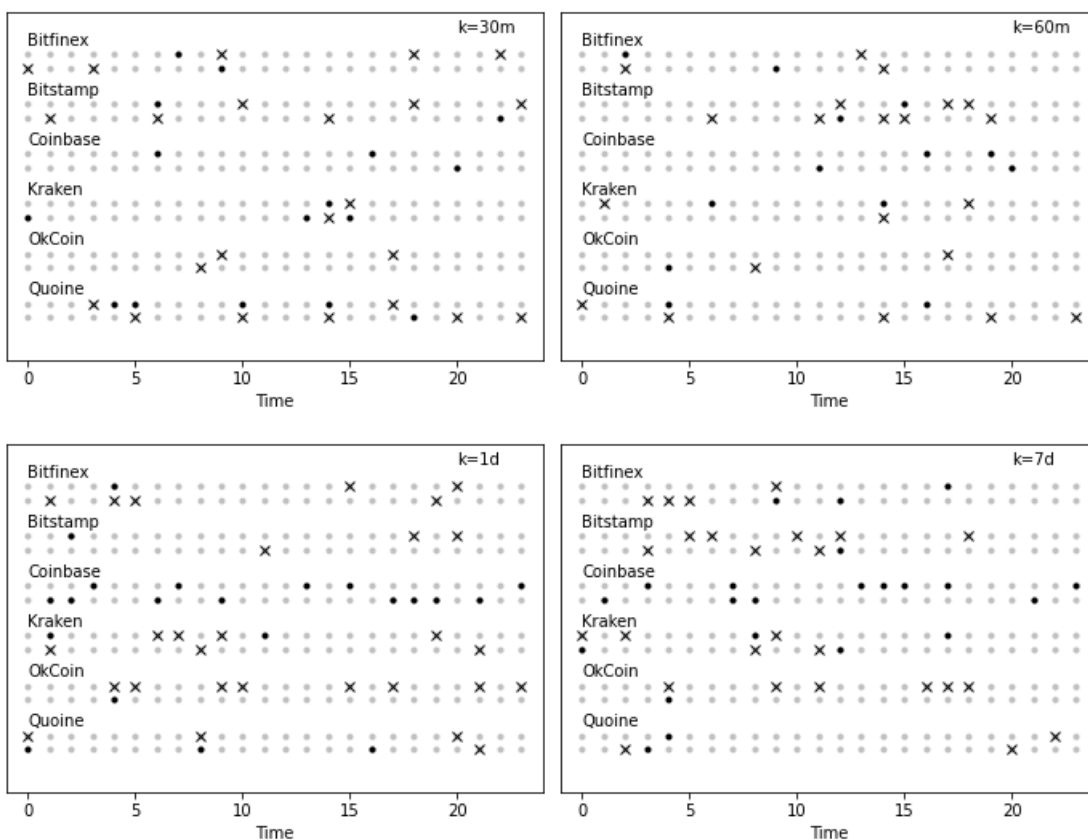 k=30m
Bitfinex
Bitstamp
Coinbase
Kraken
OkCoin
Quoine
0 5 10 15 20
Time
k=60m
Bitfinex
Bitstamp
Coinbase
Kraken
OkCoin
Quoine
0 5 10 15 20
Time
k=1d
Bitfinex
Bitstamp
Coinbase
Kraken
OkCoin
Quoine
0 5 10 15 20
Time
k=7d
Bitfinex
Bitstamp
Coinbase
Kraken
OkCoin
Quoine
0 5 10 15 20
Time